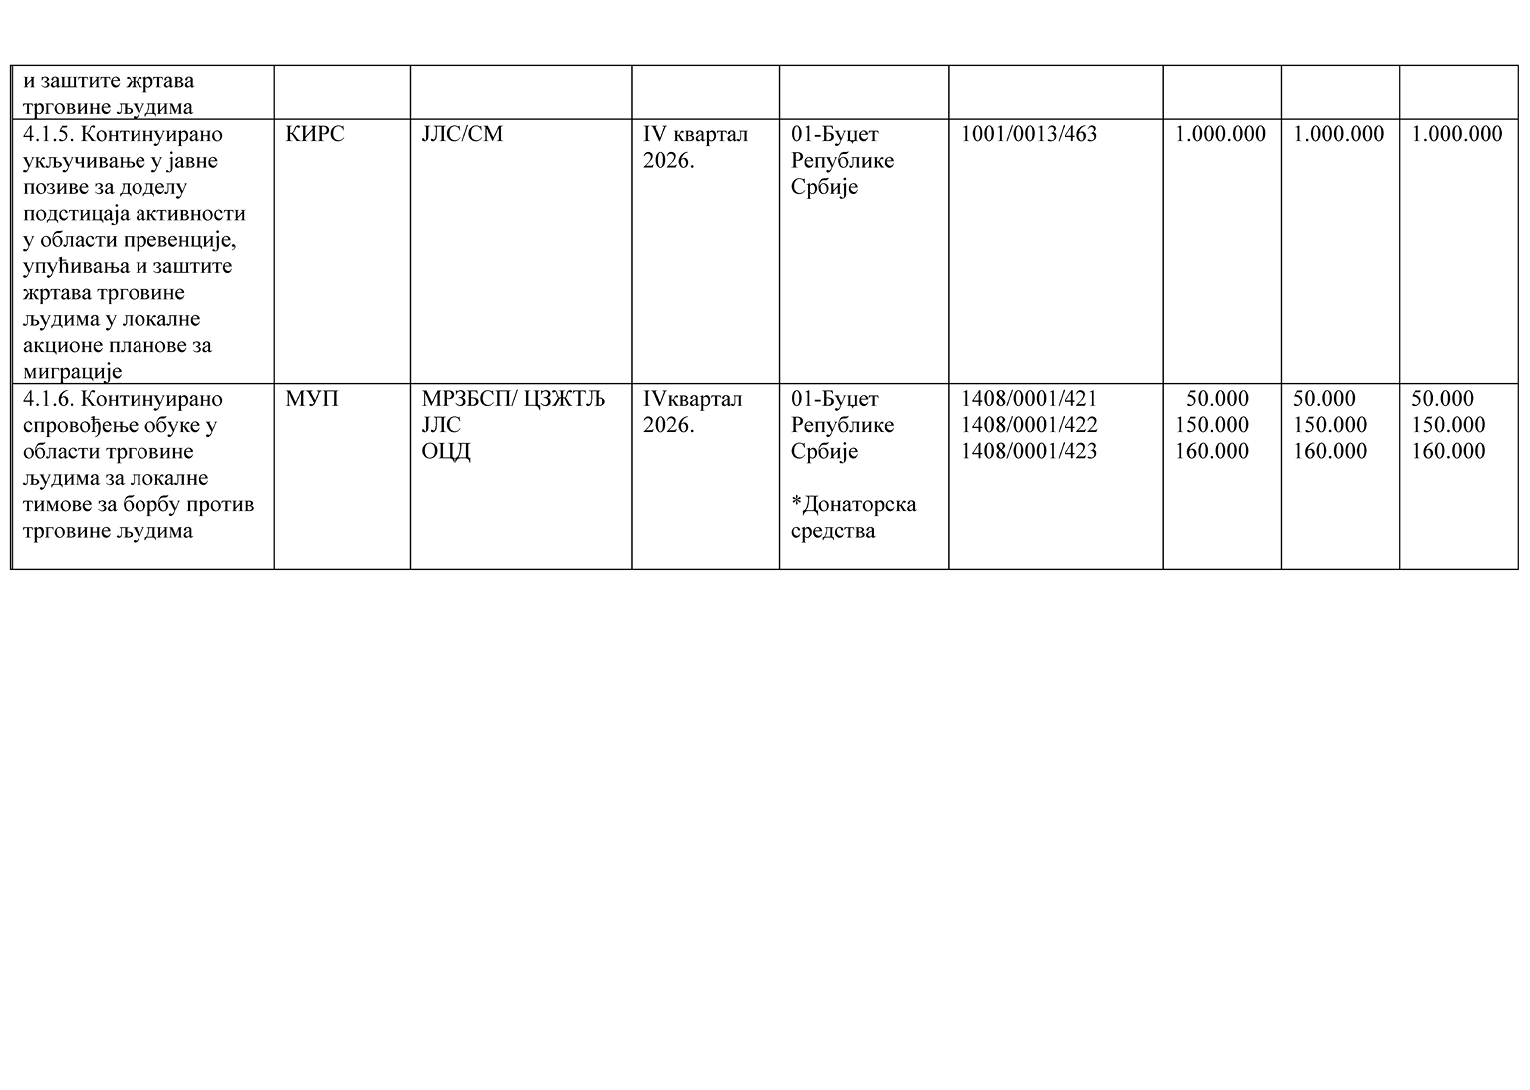 и заштите жртава
трговине људима
4.1.5. Континуирано
укључивање у јавне
позиве за доделу
подстицаја активности
у области превенције,
упућивања и заштите
жртава трговине
људима у локалне
акционе планове за
миграције
КИРС
ЈЛС/СМ
IV квартал
2026.
01-Буџет
Републике
Србије
1001/0013/463
1.000.000
1.000.000
1.000.000
4.1.6. Континуирано
спровођење обуке у
области трговине
људима за локалне
тимове за борбу против
трговине људима
МУП
МРЗБСП/ ЦЗЖТЉ
ЈЛС
ОЦД
IVквартал
2026.
01-Буџет
Републике
Србије
*Донаторска
средства
1408/0001/421
1408/0001/422
1408/0001/423
50.000
150.000
160.000
50.000
150.000
160.000
50.000
150.000
160.000